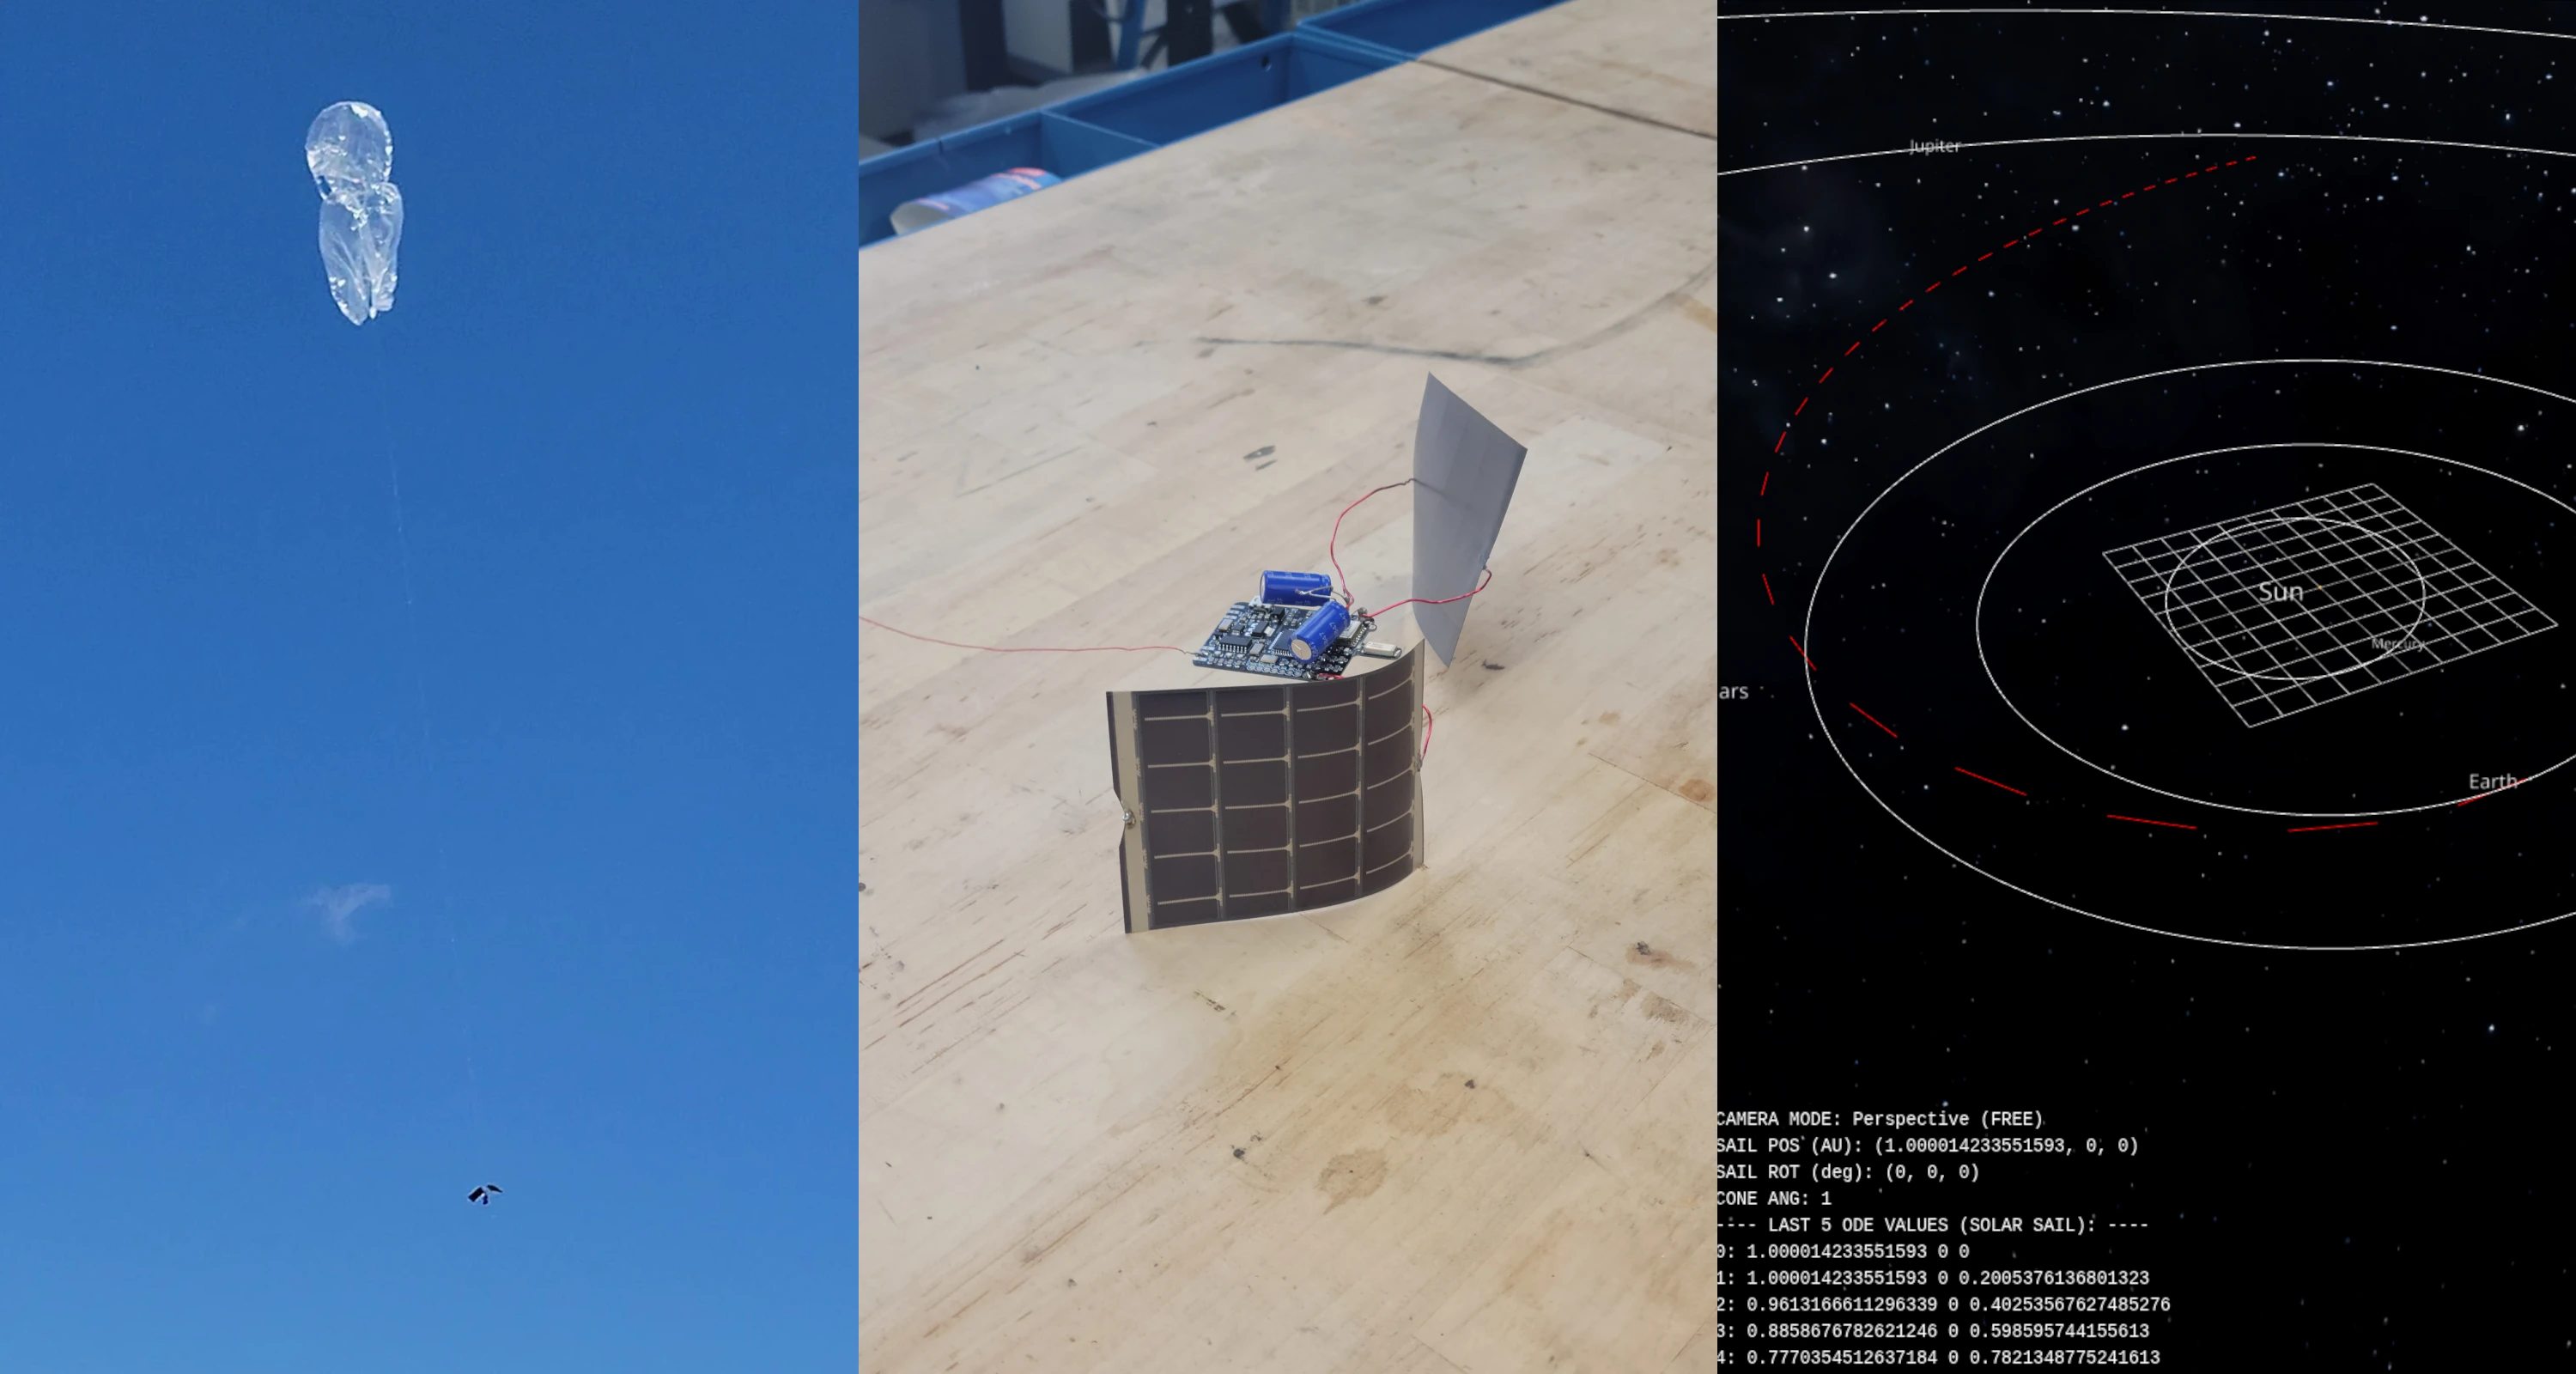 Jupiter
Sun
Mercury
ars
Earth
CAMERA MODE: Perspective (FREE)
SAIL POS (AU): (1.000014233551593, 0, 0)
SAIL ROT (deg): (0, 0, 0)
CONE ANG: 1
---- LAST 5 ODE VALUES (SOLAR SAIL): ----
0: 1.000014233551593 0 0
1: 1.000014233551593 0 0.2005376136801323
2: 0.9613166611296339 0 0.402535676274852​76
3: 0.8858676782621246 0 0.598595744155613
4: 0.7770354512637184 0 0.7821348775241613